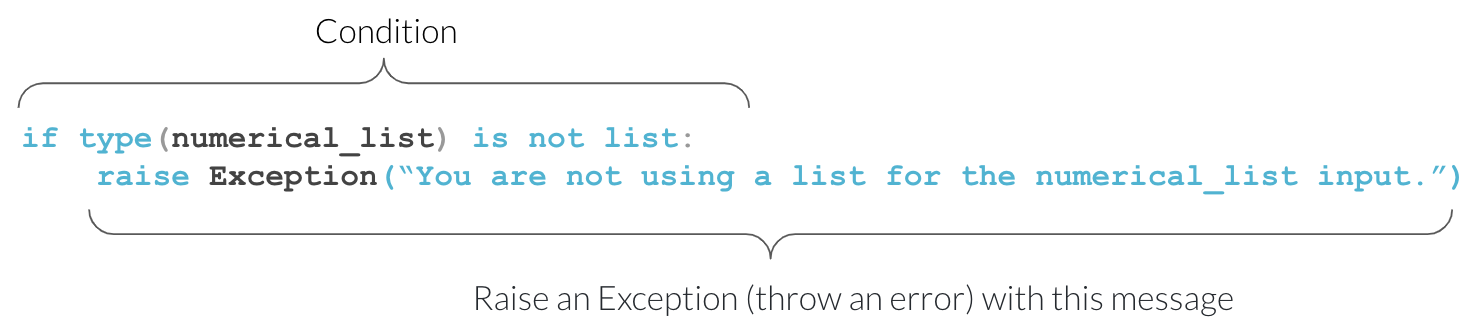 Condition
if type(numerical_list) is not list:
raise Exception(“You are not using a list for the numerical_list input.”)
Raise an Exception (throw an error) with this message